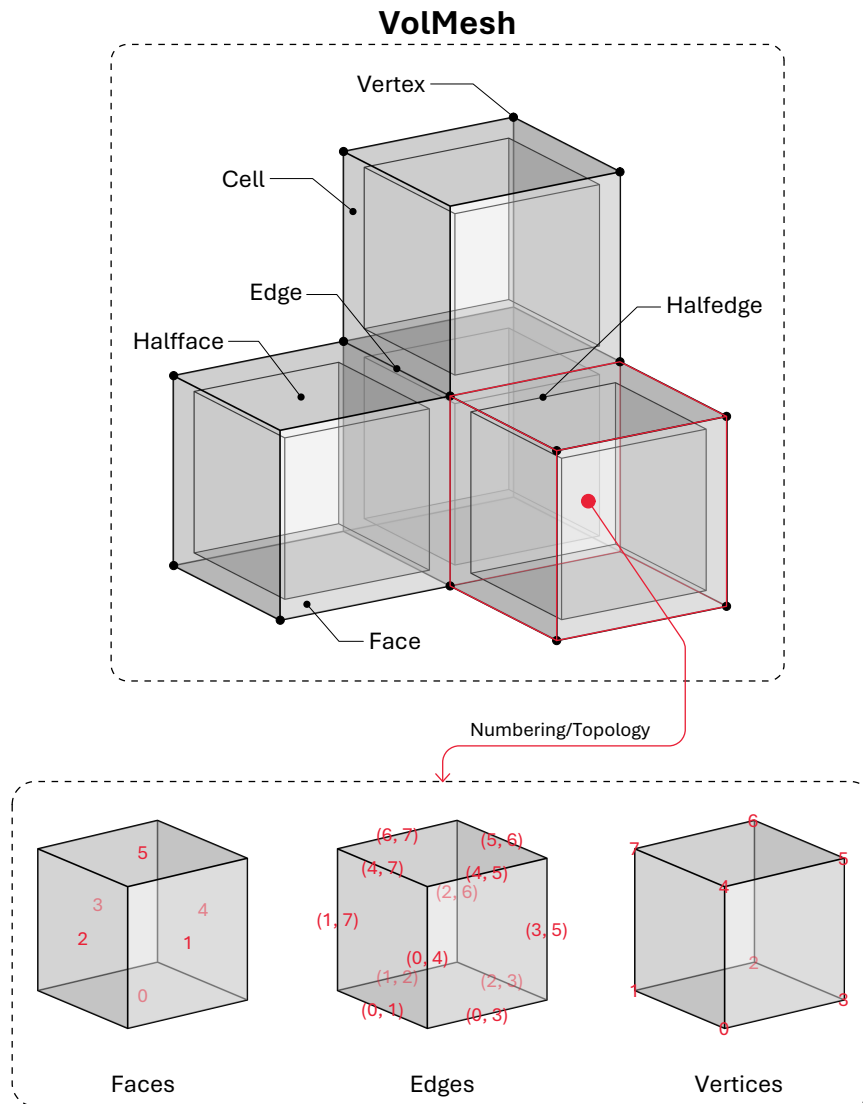 VolMesh
Vertex
Cell
Edge
Halfedge
Halfface
Face
Numbering/Topology
5
3
4
2
1
0
(6, 7)
(5, 6)
(4, 7)
(4, 5)
(2, 6)
(1, 7)
(3, 5)
(0, 4)
(1, 2)
(2, 3)
(0, 1)
(0, 3)
6
7
5
4
2
1
3
0
Faces
Edges
Vertices